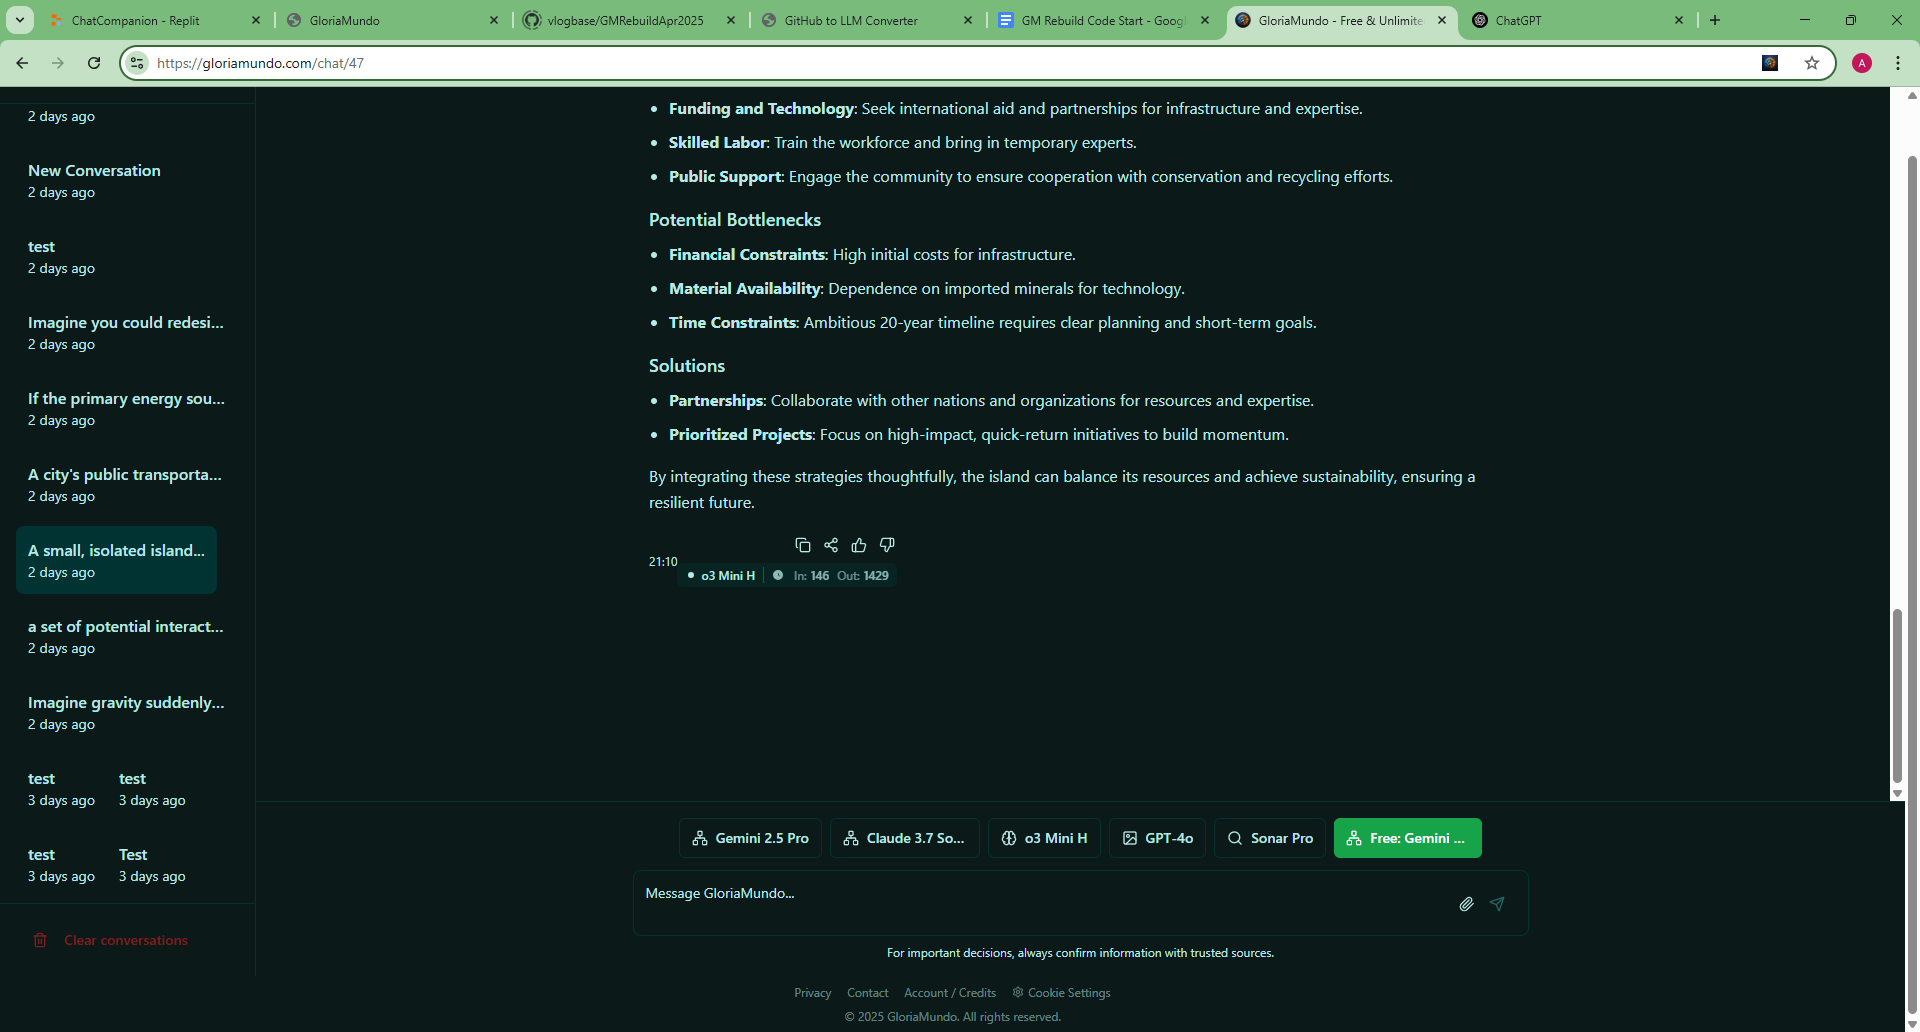 ChatCompanion - Replit
GloriaMundo
vlogbase/GMRebuildApr2025
GitHub to LLM Converter
GM Rebuild Code Start - Goog
GloriaMundo - Free & Unlimite
ChatGPT
https://gloriamundo.com/chat/47
A
2 days ago
New Conversation
2 days ago
test
2 days ago
Imagine you could redesi...
2 days ago
If the primary energy sou...
2 days ago
A city's public transporta...
2 days ago
A small, isolated island...
2 days ago
a set of potential interact...
2 days ago
Imagine gravity suddenly...
2 days ago
test test
3 days ago 3 days ago
test Test
3 days ago 3 days ago
Clear conversations
Funding and Technology: Seek international aid and partnerships for infrastructure and expertise.
Skilled Labor: Train the workforce and bring in temporary experts.
Public Support: Engage the community to ensure cooperation with conservation and recycling efforts.
Potential Bottlenecks
Financial Constraints: High initial costs for infrastructure.
Material Availability: Dependence on imported minerals for technology.
Time Constraints: Ambitious 20-year timeline requires clear planning and short-term goals.
Solutions
Partnerships: Collaborate with other nations and organizations for resources and expertise.
Prioritized Projects: Focus on high-impact, quick-return initiatives to build momentum.
By integrating these strategies thoughtfully, the island can balance its resources and achieve sustainability, ensuring a
resilient future.
21:10
o3 Mini H In: 146 Out: 1429
Gemini 2.5 Pro
Claude 3.7 So...
o3 Mini H
GPT-4o
Sonar Pro
Free: Gemini ...
Message GloriaMundo...
For important decisions, always confirm information with trusted sources.
Privacy Contact Account / Credits Cookie Settings
© 2025 GloriaMundo. All rights reserved.